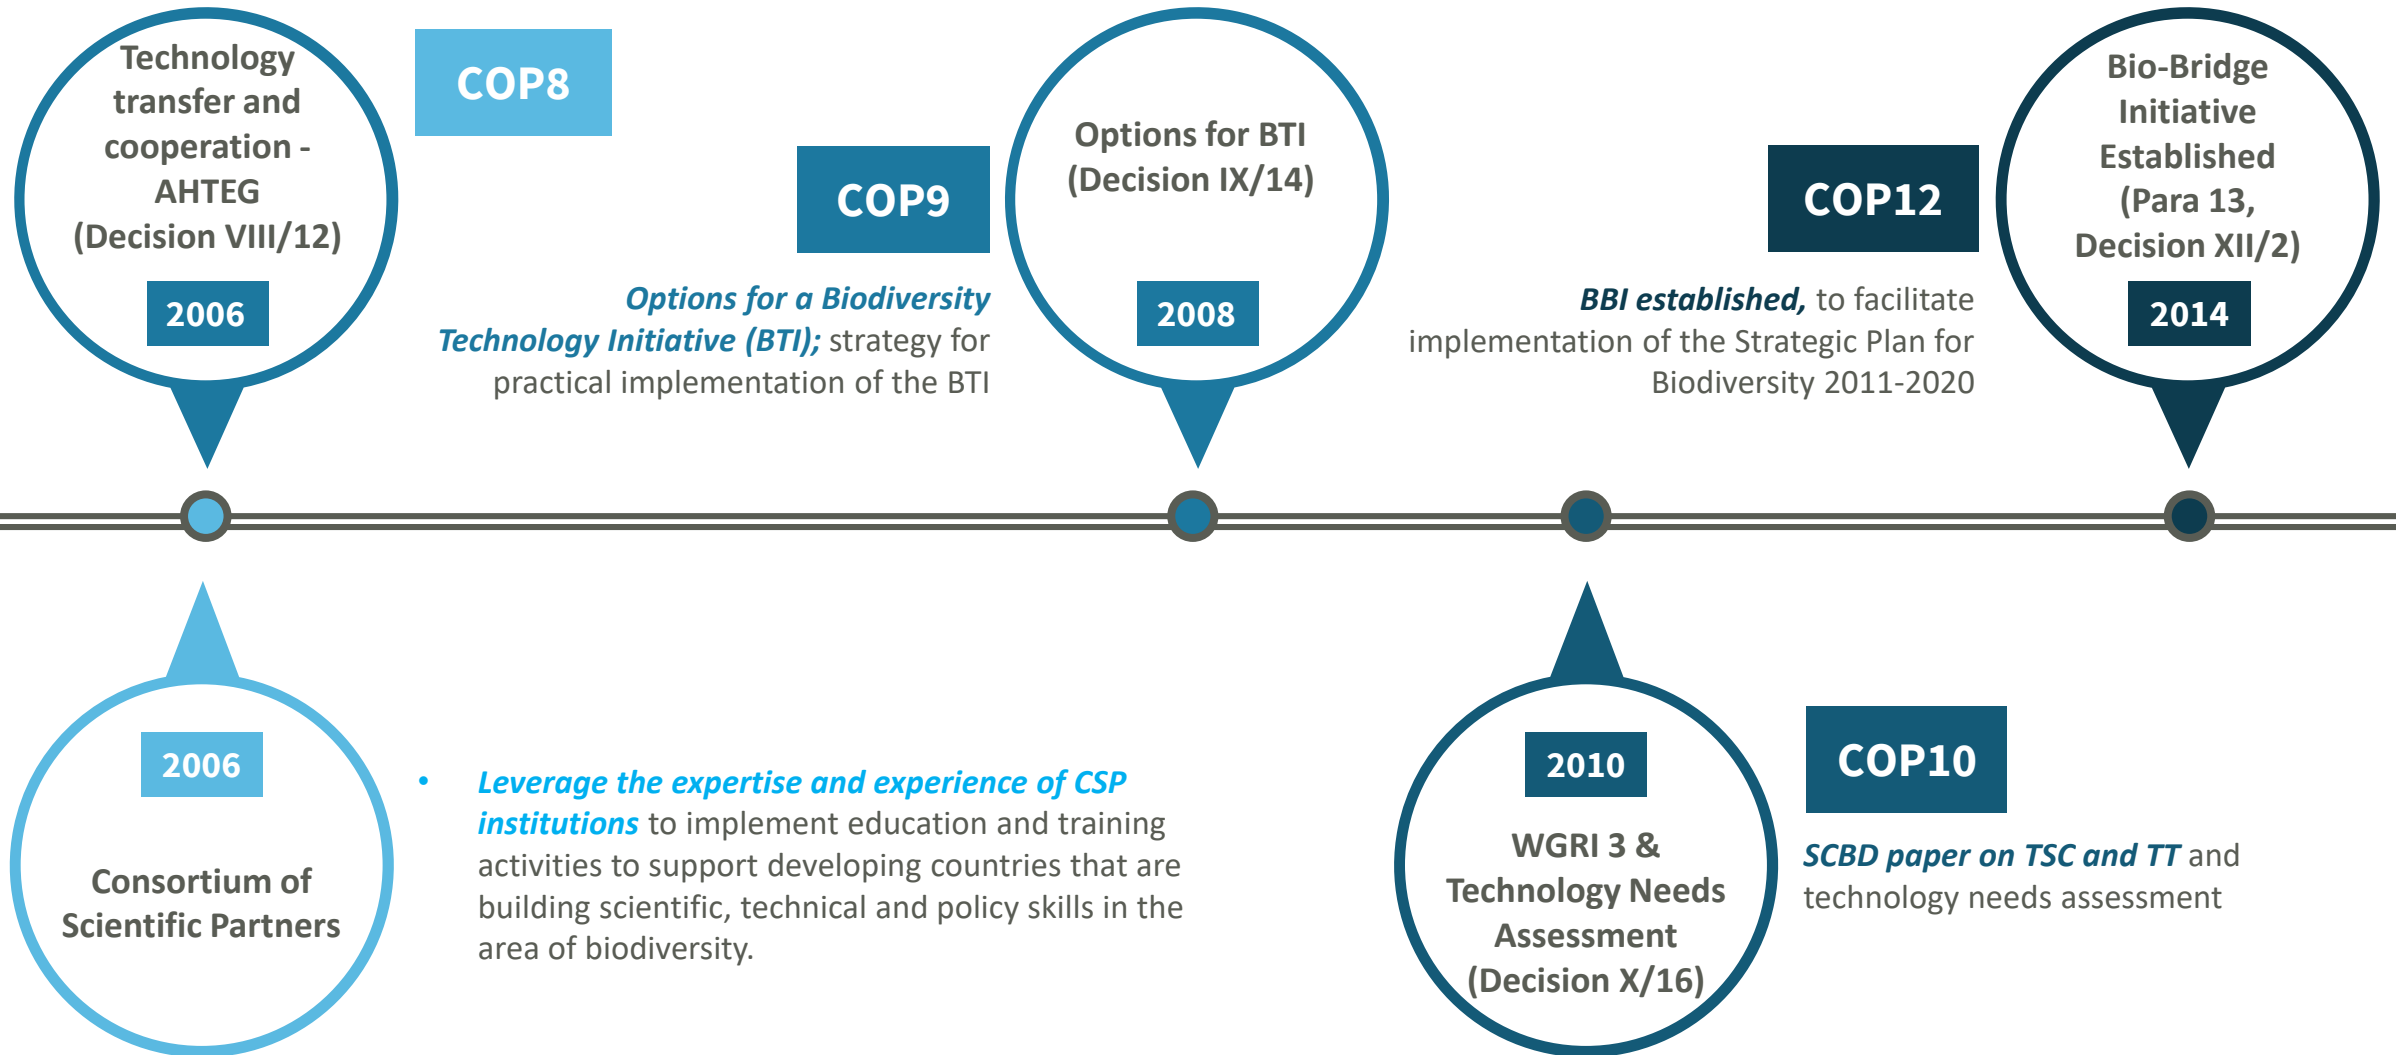 Technology
transfer and
cooperation -
AHTEG
(Decision VIII/12)
2006
COP8
COP9
Options for a Biodiversity
Technology Initiative (BTI); strategy for
practical implementation of the BTI
Options for BTI
(Decision IX/14)
2008
COP12
BBI established, to facilitate
implementation of the Strategic Plan for
Biodiversity 2011-2020
Bio-Bridge
Initiative
Established
(Para 13,
Decision XII/2)
2014
2006
Consortium of
Scientific Partners
• Leverage the expertise and experience of CSP
institutions to implement education and training
activities to support developing countries that are
building scientific, technical and policy skills in the
area of biodiversity.
2010
WGRI 3 &
Technology Needs
Assessment
(Decision X/16)
COP10
SCBD paper on TSC and TT and
technology needs assessment